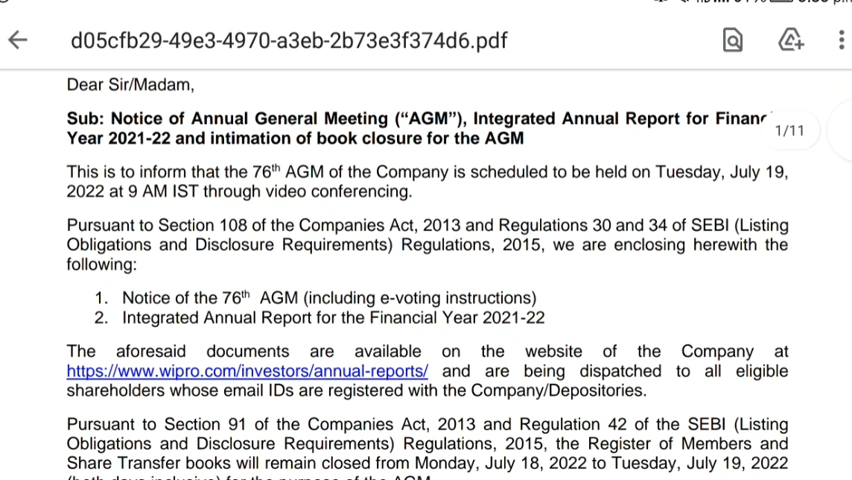 d05cfb29-49e3-4970-a3eb-2b73e3f374d6.pdf
Dear Sir/Madam,
Sub: Notice of Annual General Meeting (“AGM”), Integrated Annual Report for
1/11
Year 2021-22 and intimation of book closure for the AGM
This is to inform that the 76th AGM of the Company is scheduled to be held on Tuesday, July 19,
2022 at 9 AM IST through video conferencing.
Pursuant to Section 108 of the Companies Act, 2013 and Regulations 30 and 34 of SEBI (Listing
Obligations and Disclosure Requirements) Regulations, 2015, we are enclosing herewith the
following:
1. Notice of the 76th AGM (including e-voting instructions)
2. Integrated Annual Report for the Financial Year 2021-22
The aforesaid documents are available on the website of the Company at
https://www.wipro.com/investors/annual-reports/ and are being dispatched to all eligible
shareholders whose email IDs are registered with the Company/Depositories.
Pursuant to Section 91 of the Companies Act, 2013 and Regulation 42 of the SEBI (Listing
Obligations and Disclosure Requirements) Regulations, 2015, the Register of Members and
Share Transfer books will remain closed from Monday, July 18, 2022 to Tuesday, July 19, 2022